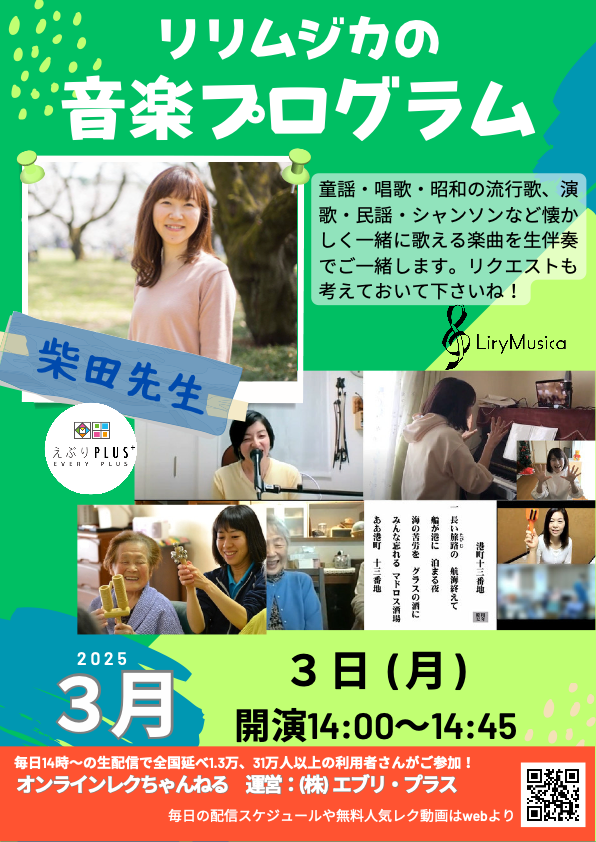 リリムジカの
音楽プログラム
童謡・唱歌・昭和の流行歌、演
歌・民謡・シャンソンなど懐か
しく一緒に歌える楽曲を生伴奏
でご一緒します。リクエストも
考えておいて下さいね！
LiryMusica
柴田先生
えぷりPLUS+
EVERY PLUS
港町十三番地
一 長い旅路の 航海終えて
船が港に 泊まる夜
海の苦労を グラスの酒に
みんな忘れる マドロス酒場
ああ港町 十三番地
2025
3月
3日(月)
開演14:00〜14:45
毎日14時〜の生配信で全国延べ1.3万、31万人以上の利用者さんがご参加！
オンラインレクちゃんねる 運営：(株)エブリ・プラス
毎日の配信スケジュールや無料人気レク動画はwebより